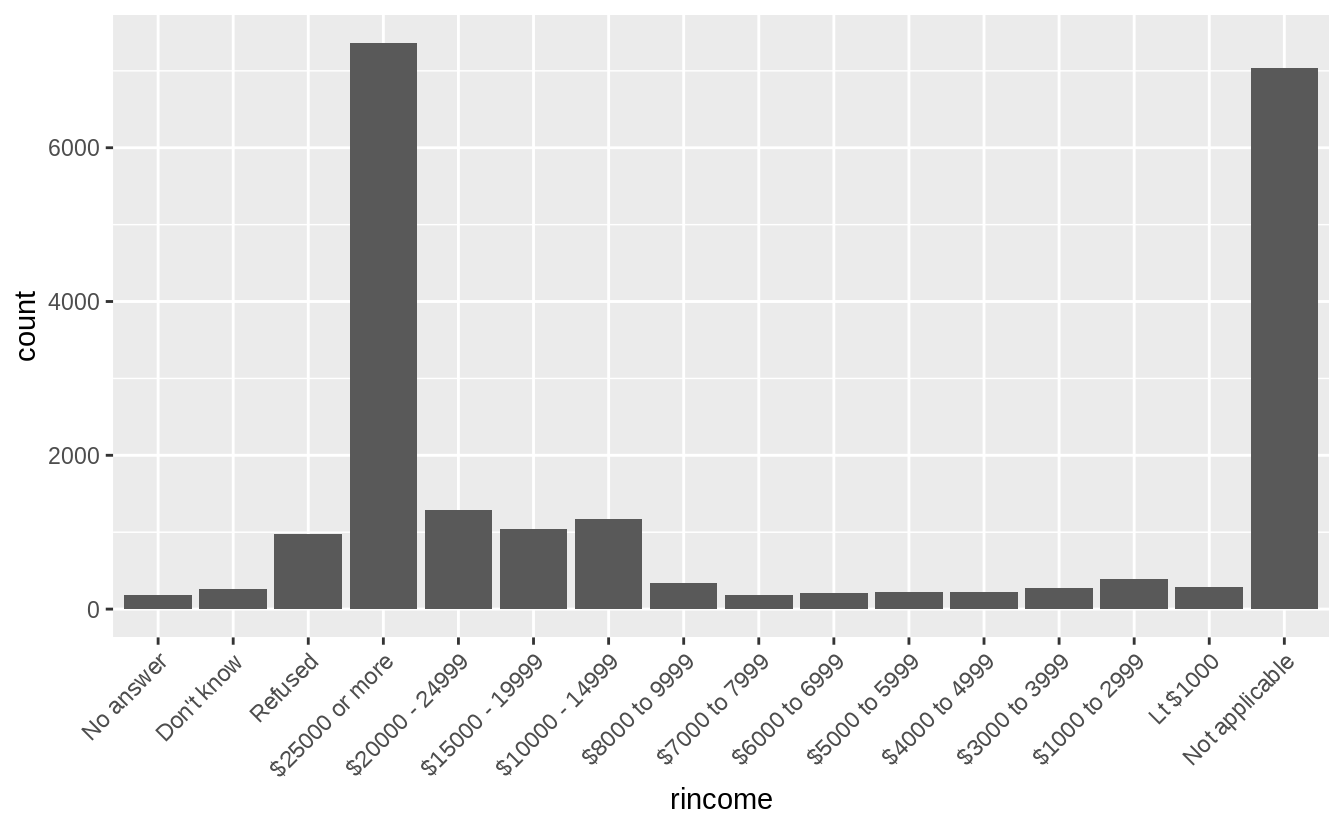 6000
4000
2000
0
count
No answer
Don't know
Refused
$25000 or more
$20000 - 24999
$15000 - 19999
$10000 - 14999
$8000 to 9999
$7000 to 7999
$6000 to 6999
$5000 to 5999
$4000 to 4999
$3000 to 3999
$1000 to 2999
Lt $1000
Not applicable
rincome